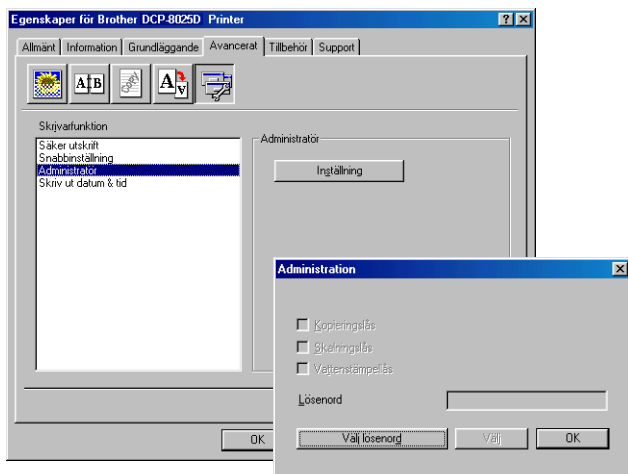 Egenskaper för Brother DCP-8025D Printer
Allmänt Information Grundläggande Avancerat Tillbehör Support
A B A A
Skrivarfunktion
Säker utskrift
Snabbinställning
Administratör
Skriv ut datum & tid
Administratör
Inställning
OK
Administration
Kopieringslås
Skalningslås
Vattenstämpellås
Lösenord
Välj lösenord Välj OK